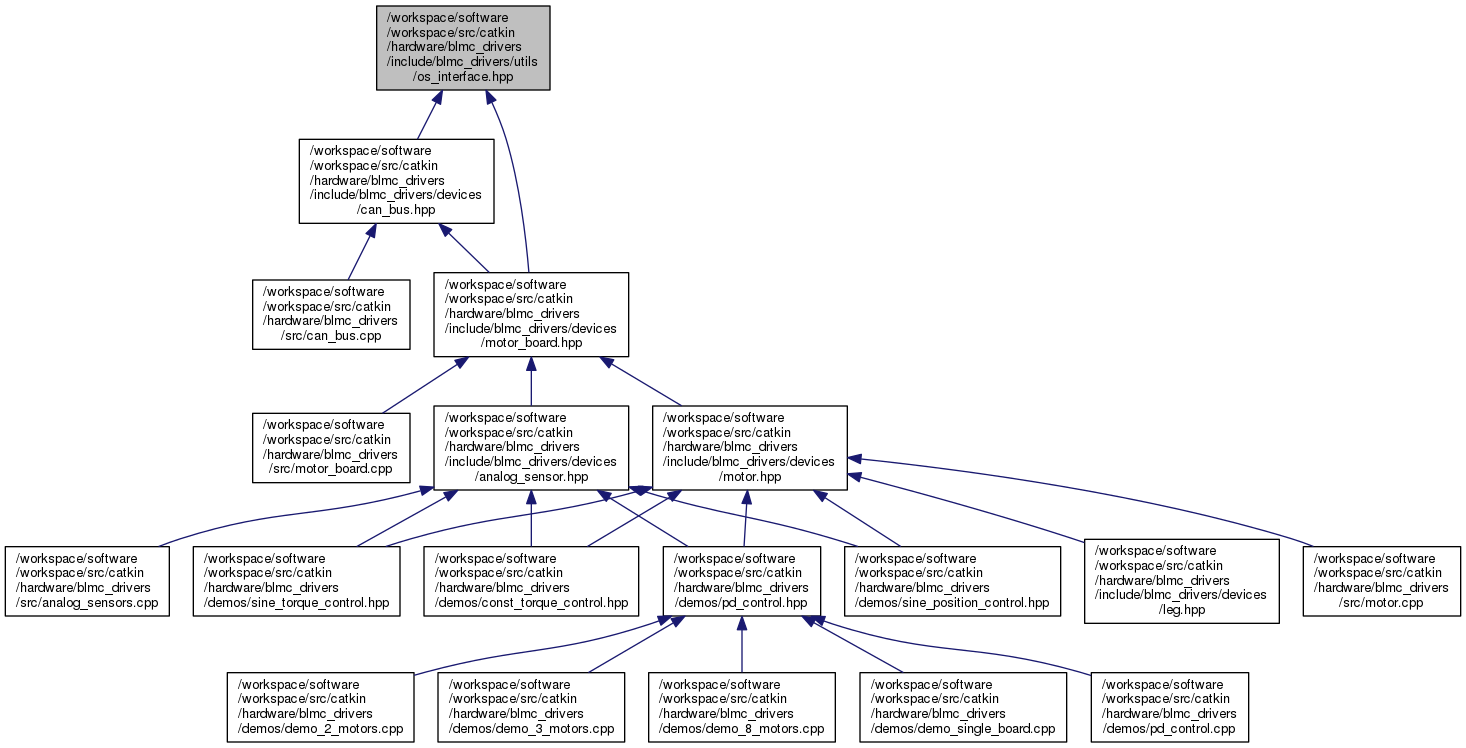 /workspace/software
/workspace/src/catkin
/hardware/blmc_drivers
/include/blmc_drivers/utils
/os_interface.hpp
/workspace/software
/workspace/src/catkin
/hardware/blmc_drivers
/include/blmc_drivers/devices
/can_bus.hpp
/workspace/software
/workspace/src/catkin
/hardware/blmc_drivers
/src/can_bus.cpp
/workspace/software
/workspace/src/catkin
/hardware/blmc_drivers
/include/blmc_drivers/devices
/motor_board.hpp
/workspace/software
/workspace/src/catkin
/hardware/blmc_drivers
/src/motor_board.cpp
/workspace/software
/workspace/src/catkin
/hardware/blmc_drivers
/include/blmc_drivers/devices
/analog_sensor.hpp
/workspace/software
/workspace/src/catkin
/hardware/blmc_drivers
/include/blmc_drivers/devices
/motor.hpp
/workspace/software
/workspace/src/catkin
/hardware/blmc_drivers
/src/analog_sensors.cpp
/workspace/software
/workspace/src/catkin
/hardware/blmc_drivers
/demos/sine_torque_control.hpp
/workspace/software
/workspace/src/catkin
/hardware/blmc_drivers
/demos/const_torque_control.hpp
/workspace/software
/workspace/src/catkin
/hardware/blmc_drivers
/demos/pd_control.hpp
/workspace/software
/workspace/src/catkin
/hardware/blmc_drivers
/demos/sine_position_control.hpp
/workspace/software
/workspace/src/catkin
/hardware/blmc_drivers
/include/blmc_drivers/devices
/leg.hpp
/workspace/software
/workspace/src/catkin
/hardware/blmc_drivers
/src/motor.cpp
/workspace/software
/workspace/src/catkin
/hardware/blmc_drivers
/demos/demo_2_motors.cpp
/workspace/software
/workspace/src/catkin
/hardware/blmc_drivers
/demos/demo_3_motors.cpp
/workspace/software
/workspace/src/catkin
/hardware/blmc_drivers
/demos/demo_8_motors.cpp
/workspace/software
/workspace/src/catkin
/hardware/blmc_drivers
/demos/demo_single_board.cpp
/workspace/software
/workspace/src/catkin
/hardware/blmc_drivers
/demos/pd_control.cpp